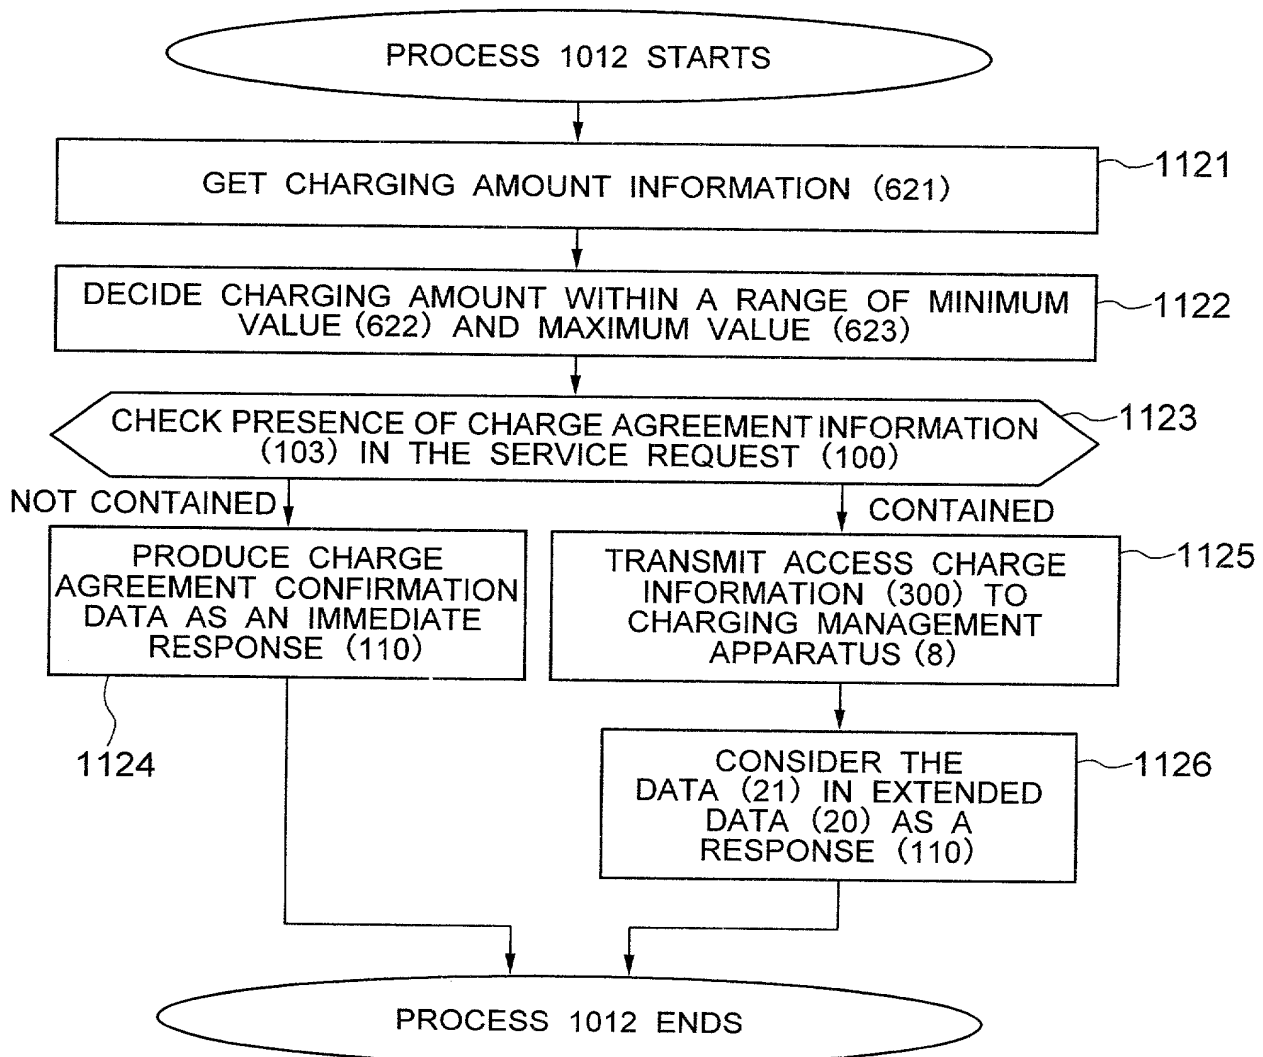 PROCESS 1012 STARTS
GET CHARGING AMOUNT INFORMATION (621)
1121
DECIDE CHARGING AMOUNT WITHIN A RANGE OF MINIMUM
VALUE (622) AND MAXIMUM VALUE (623)
1122
CHECK PRESENCE OF CHARGE AGREEMENT INFORMATION
(103) IN THE SERVICE REQUEST (100)
1123
NOT CONTAINED
CONTAINED
PRODUCE CHARGE
AGREEMENT CONFIRMATION
DATA AS AN IMMEDIATE
RESPONSE (110)
1124
TRANSMIT ACCESS CHARGE
INFORMATION (300) TO
CHARGING MANAGEMENT
APPARATUS (8)
1125
CONSIDER THE
DATA (21) IN EXTENDED
DATA (20) AS A
RESPONSE (110)
1126
PROCESS 1012 ENDS